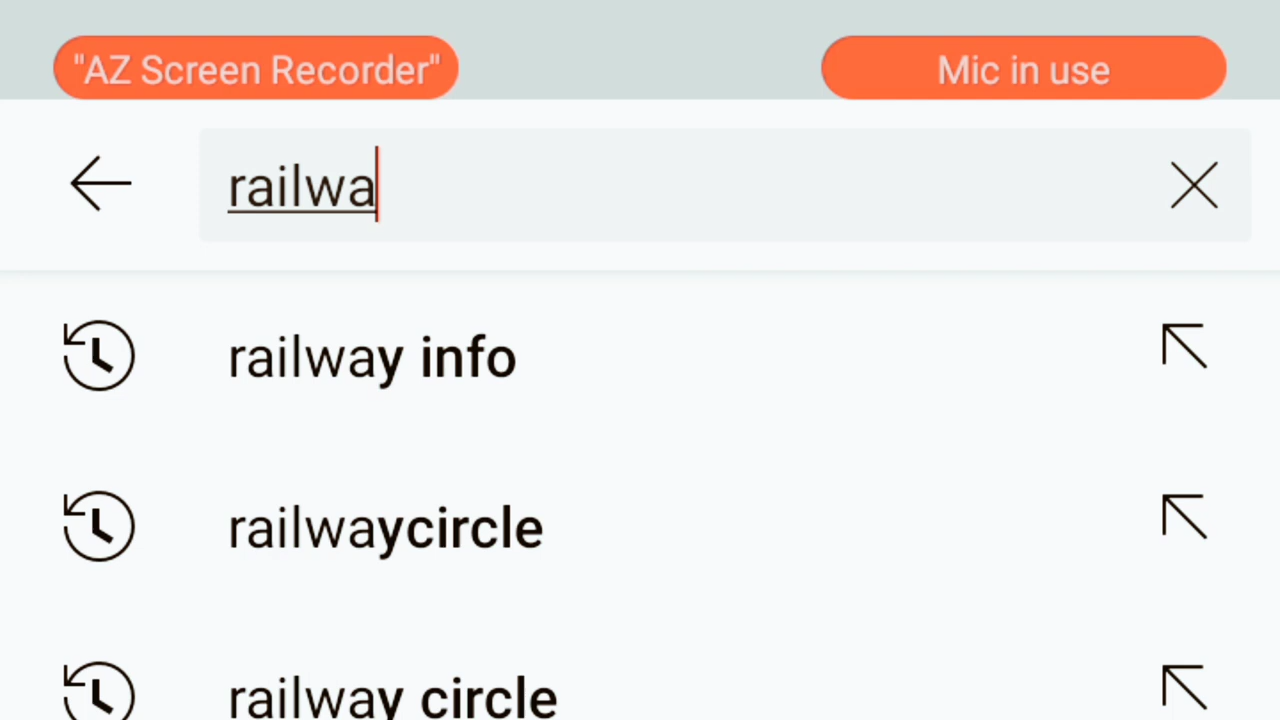 "AZ Screen Recorder"
Mic in use
railwa
railway info
railwaycircle
railway circle